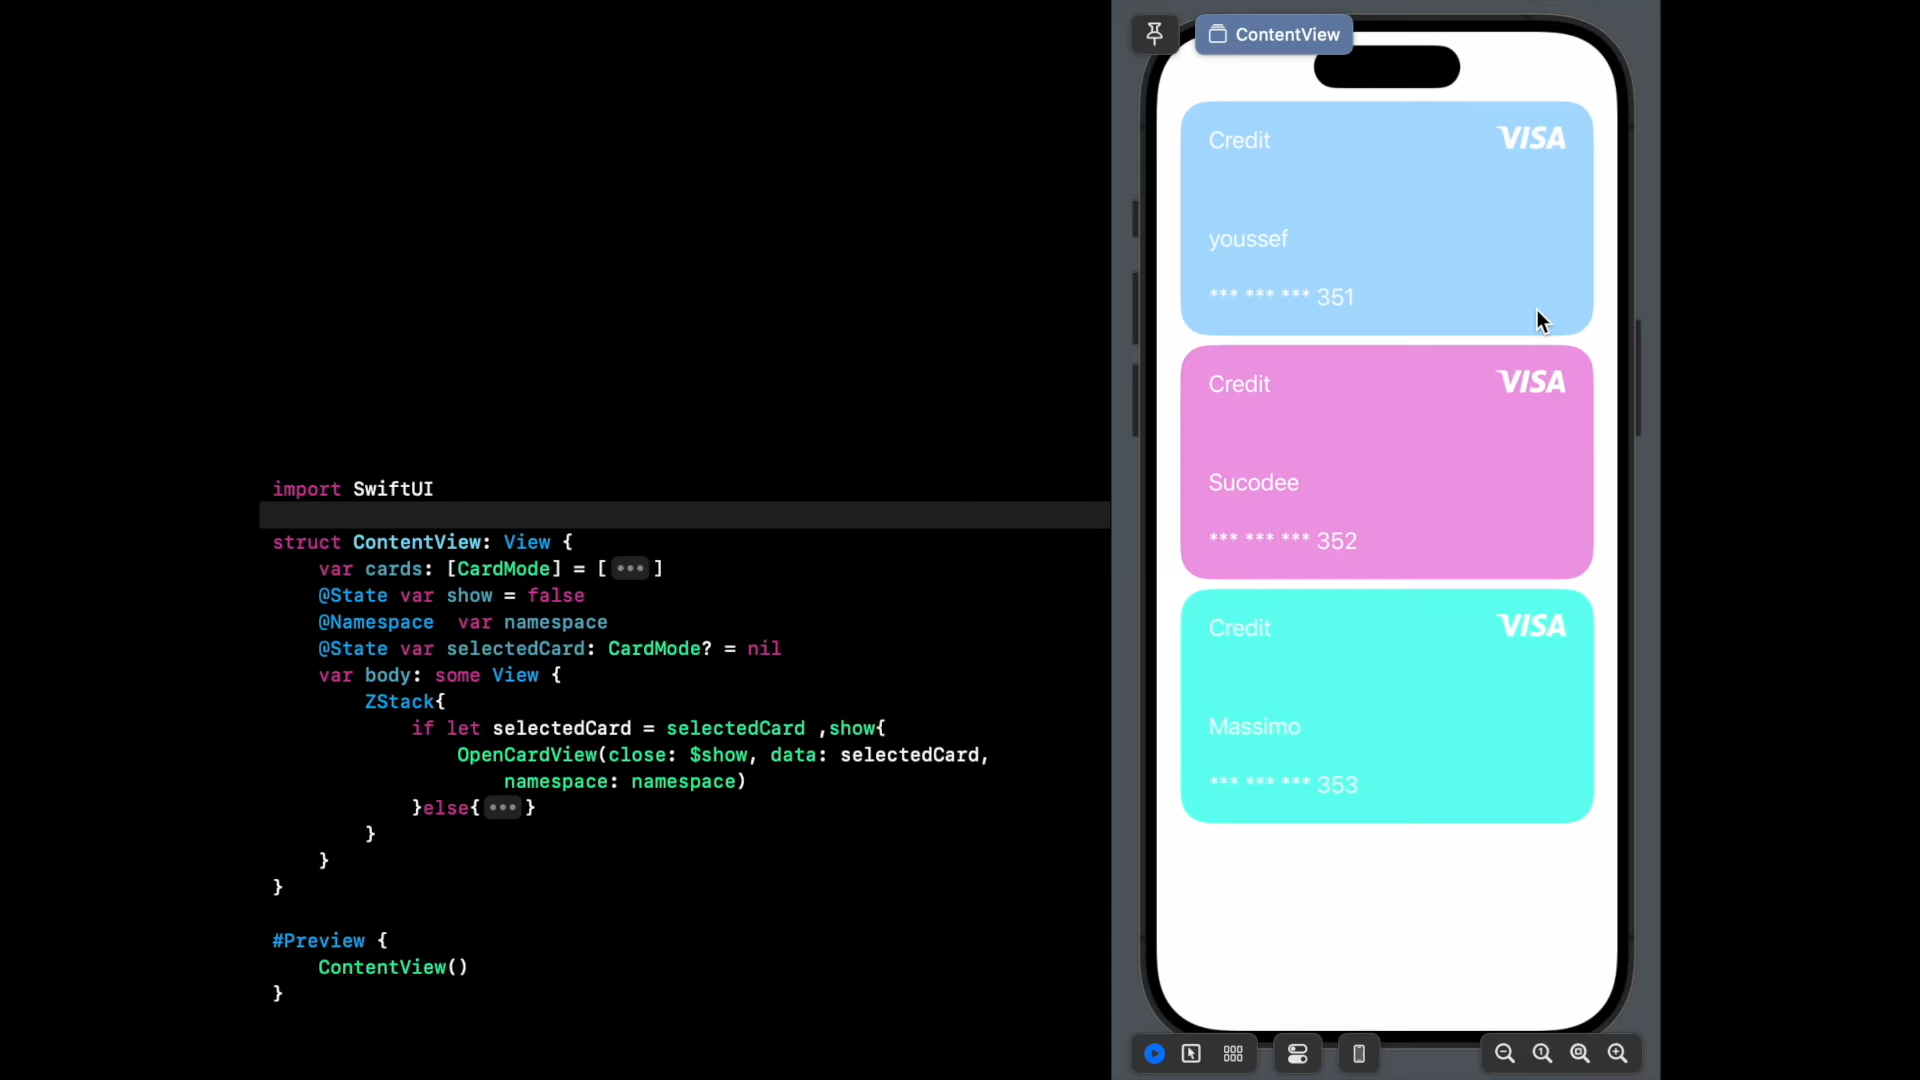 import SwiftUI
struct ContentView: View {
var cards: [CardMode] = [•••]
@State var show = false
@Namespace  var namespace
@State var selectedCard: CardMode? = nil
var body: some View {
ZStack{
if let selectedCard = selectedCard ,show{
OpenCardView(close: $show, data: selectedCard,
namespace: namespace)
}else{•••}
}
}
}
#Preview {
ContentView()
}
ContentView
Credit VISA
youssef
*** *** *** 351
Credit VISA
Sucodee
*** *** *** 352
Credit VISA
Massimo
*** *** *** 353